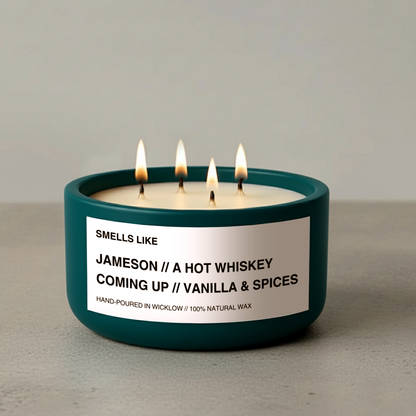 SMELLS LIKE
JAMESON // A HOT WHISKEY
COMING UP // VANILLA & SPICES
HAND-POURED IN WICKLOW // 100% NATURAL WAX